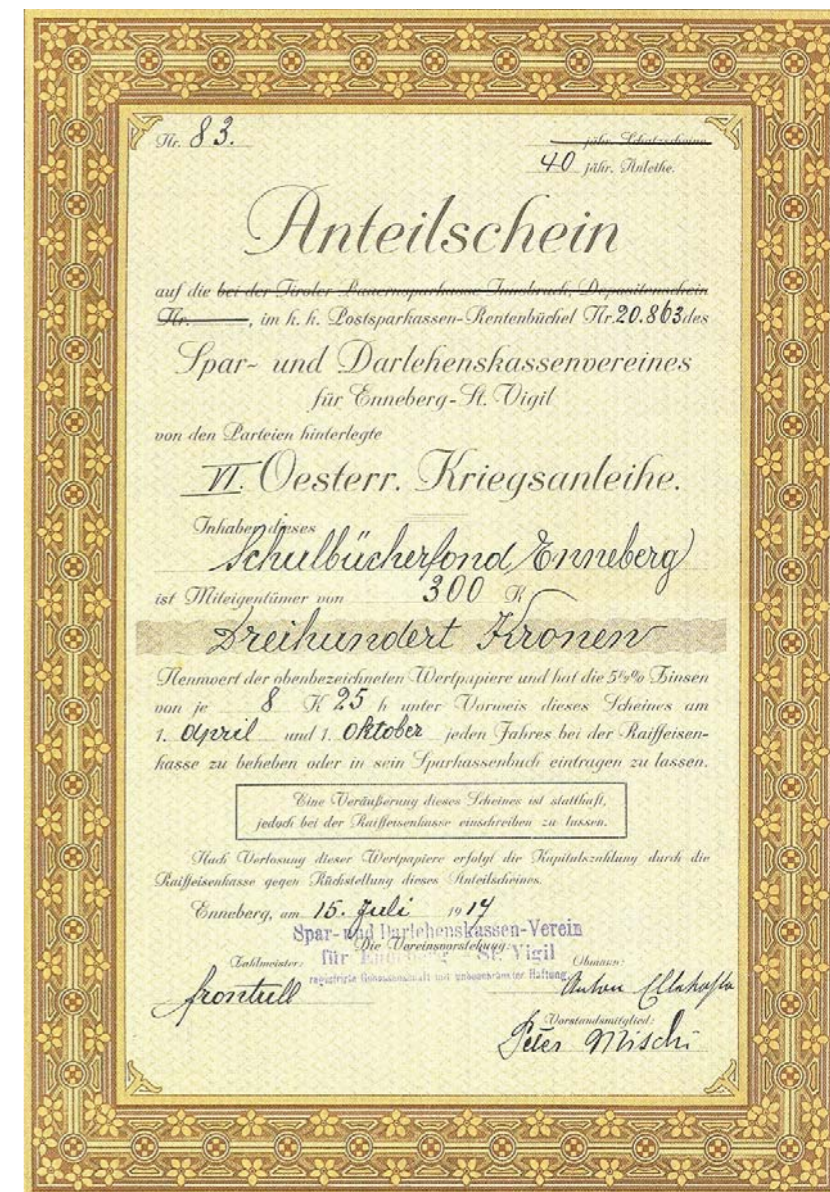 Nr. 83.
jähr. Schatzscheine
40 jähr. Anleihe.
Anteilschein
auf die bei der Tiroler Bauernsparkasse Innsbruck, Depositenschein
Nr. , im k. k. Postsparkassen-Rentenbüchel Nr. 20.863 des
Spar- und Darlehenskassenvereines
für Enneberg-St. Vigil
von den Parteien hinterlegte
VI. Oesterr. Kriegsanleihe.
Inhaber dieses
Schulbücherfond Enneberg
ist Miteigentümer von 300 K
Dreihundert Kronen
Nennwert der obenbezeichneten Wertpapiere und hat die 5½% Zinsen
von je 8 K 25 h unter Vorweis dieses Scheines am
1. April und 1. Oktober jeden Jahres bei der Raiffeisen-
kasse zu beheben oder in sein Sparkassenbuch eintragen zu lassen.
Eine Veräußerung dieses Scheines ist statthaft,
jedoch bei der Raiffeisenkasse einschreiben zu lassen.
Nach Verlosung dieser Wertpapiere erfolgt die Kapitalszahlung durch die
Raiffeisenkasse gegen Rückstellung dieses Anteilscheines.
Enneberg, am 15. Juli 1917
Spar- und Darlehenskassen-Verein
Die Vereinsvorstehung:
für Enneberg - St. Vigil
Zahlmeister: Obmann:
registrirte Genossenschaft mit unbeschränkter Haftung
frontull Anton
Vorstandsmitglied:
Peter Mischi